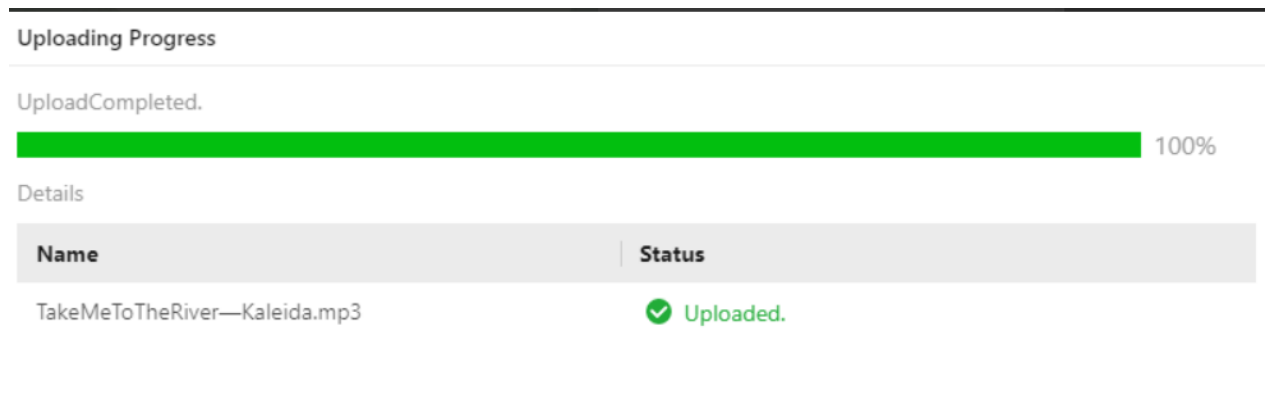 Uploading Progress
UploadCompleted.
100%
Details
Name Status
TakeMeToTheRiver—Kaleida.mp3 Uploaded.